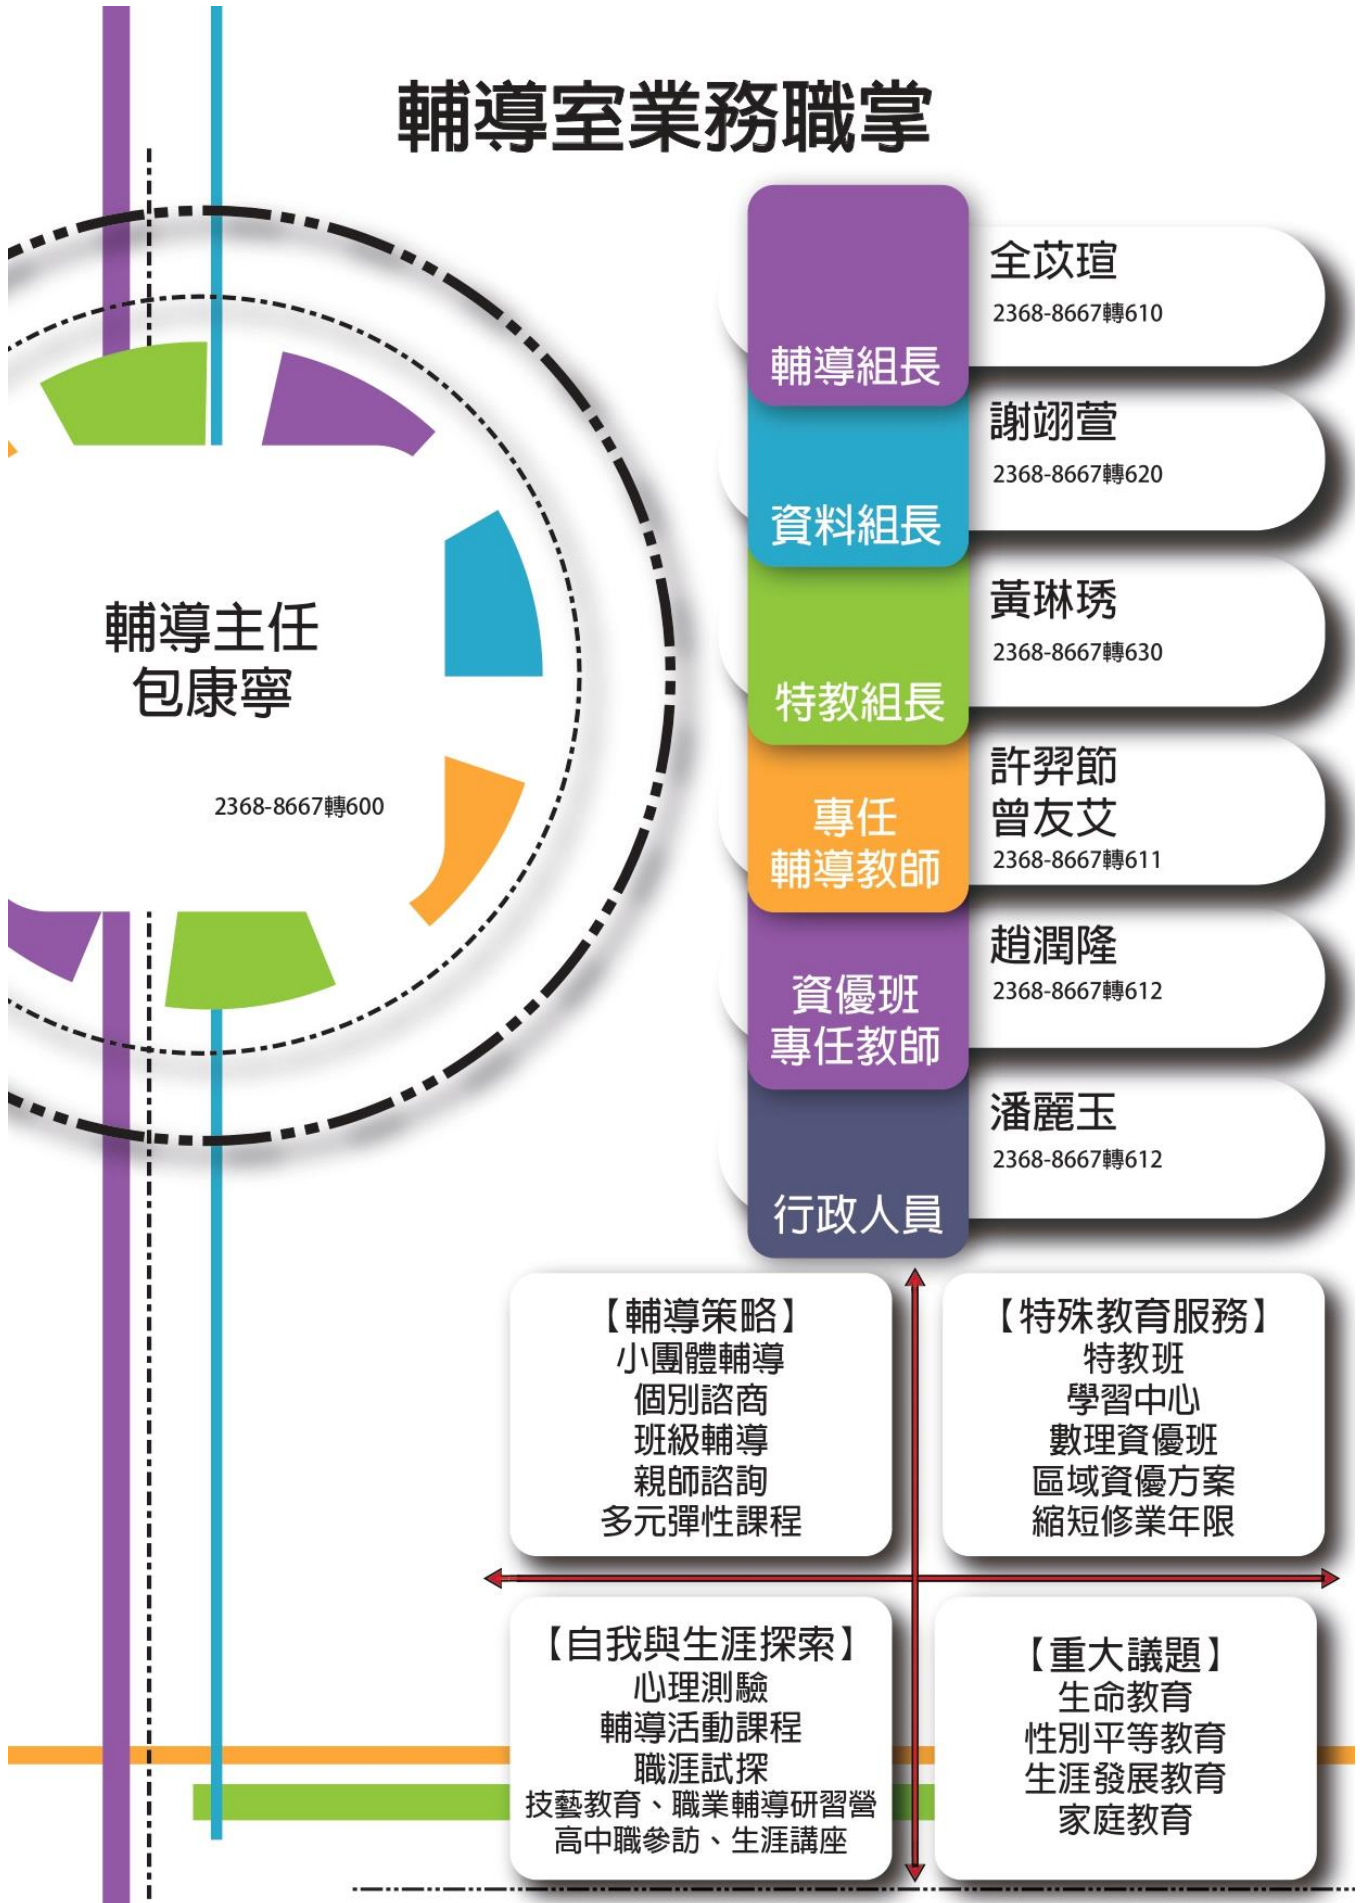 輔導室業務職掌
輔導主任
包康寧
2368-8667轉600
輔導組長
全苡瑄
2368-8667轉610
資料組長
謝翊萱
2368-8667轉620
特教組長
黃琳琇
2368-8667轉630
專任
輔導教師
許羿節
曾友艾
2368-8667轉611
資優班
專任教師
趙潤隆
2368-8667轉612
行政人員
潘麗玉
2368-8667轉612
【輔導策略】
小團體輔導
個別諮商
班級輔導
親師諮詢
多元彈性課程
【特殊教育服務】
特教班
學習中心
數理資優班
區域資優方案
縮短修業年限
【自我與生涯探索】
心理測驗
輔導活動課程
職涯試探
技藝教育、職業輔導研習營
高中職參訪、生涯講座
【重大議題】
生命教育
性別平等教育
生涯發展教育
家庭教育